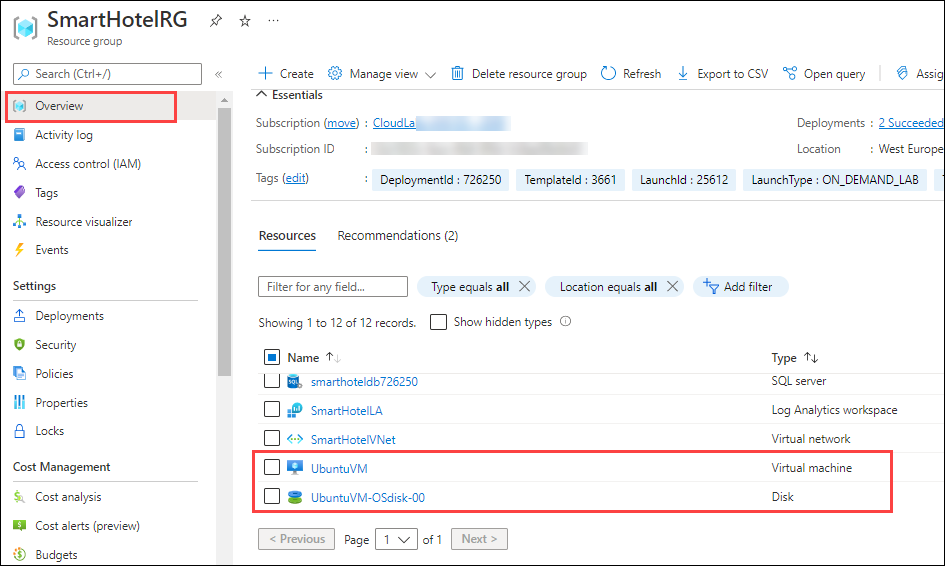 SmartHotelRG
Resource group
Search (Ctrl+/)
«
Overview
Activity log
Access control (IAM)
Tags
Resource visualizer
Events
Settings
Deployments
Security
Policies
Properties
Locks
Cost Management
Cost analysis
Cost alerts (preview)
Budgets
Create Manage view Delete resource group Refresh Export to CSV Open query Assig
Essentials
Subscription (move) : CloudLa
Deployments : 2 Succeeded
Subscription ID :
Location : West Europe
Tags (edit) : DeploymentId : 726250 TemplateId : 3661 LaunchId : 25612 LaunchType : ON_DEMAND_LAB
Resources Recommendations (2)
Filter for any field... Type equals all Location equals all Add filter
Showing 1 to 12 of 12 records. Show hidden types
Name ↑↓ Type ↑↓
SQL smarthoteldb726250 SQL server
SmartHotelLA Log Analytics workspace
SmartHotelVNet Virtual network
UbuntuVM Virtual machine
UbuntuVM-OSdisk-00 Disk
< Previous Page 1 of 1 Next >